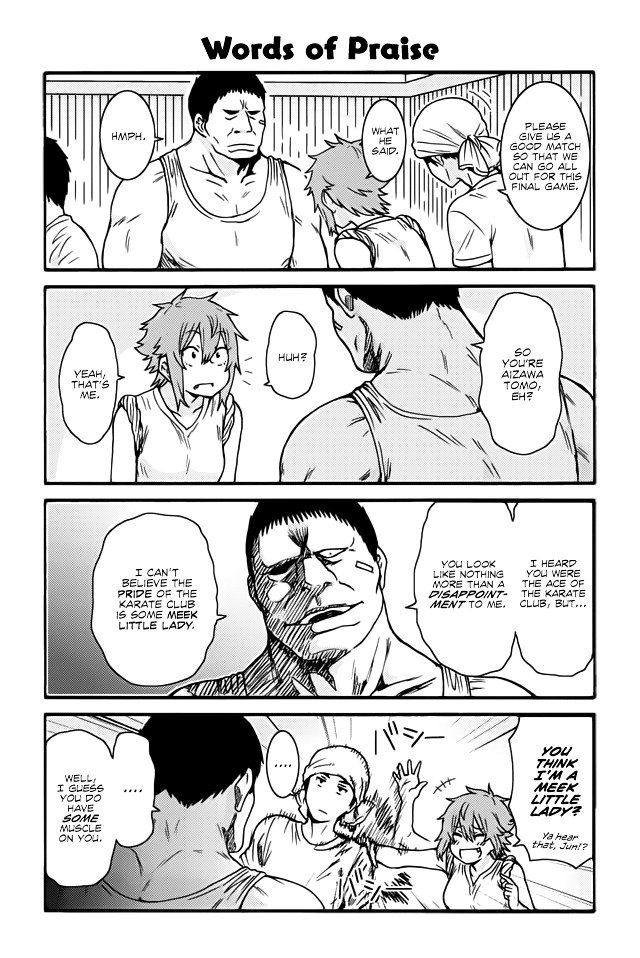 Words of Praise
PLEASE
GIVE US A
GOOD MATCH
SO THAT WE
CAN GO ALL
OUT FOR THIS
FINAL GAME.
WHAT
HE
SAID.
HMPH.
SO
YOU'RE
AIZAWA
TOMO,
EH?
HUH?
YEAH,
THAT'S
ME.
I HEARD
YOU WERE
THE ACE OF
THE KARATE
CLUB, BUT...
YOU LOOK
LIKE NOTHING
MORE THAN A
DISAPPOINT-
MENT TO ME.
I CAN'T
BELIEVE THE
PRIDE OF THE
KARATE CLUB
IS SOME MEEK
LITTLE LADY.
YOU
THINK
I'M A
MEEK
LITTLE
LADY?
Ya hear
that, Jun!?
....
....
WELL,
I GUESS
YOU DO
HAVE
SOME
MUSCLE
ON YOU.